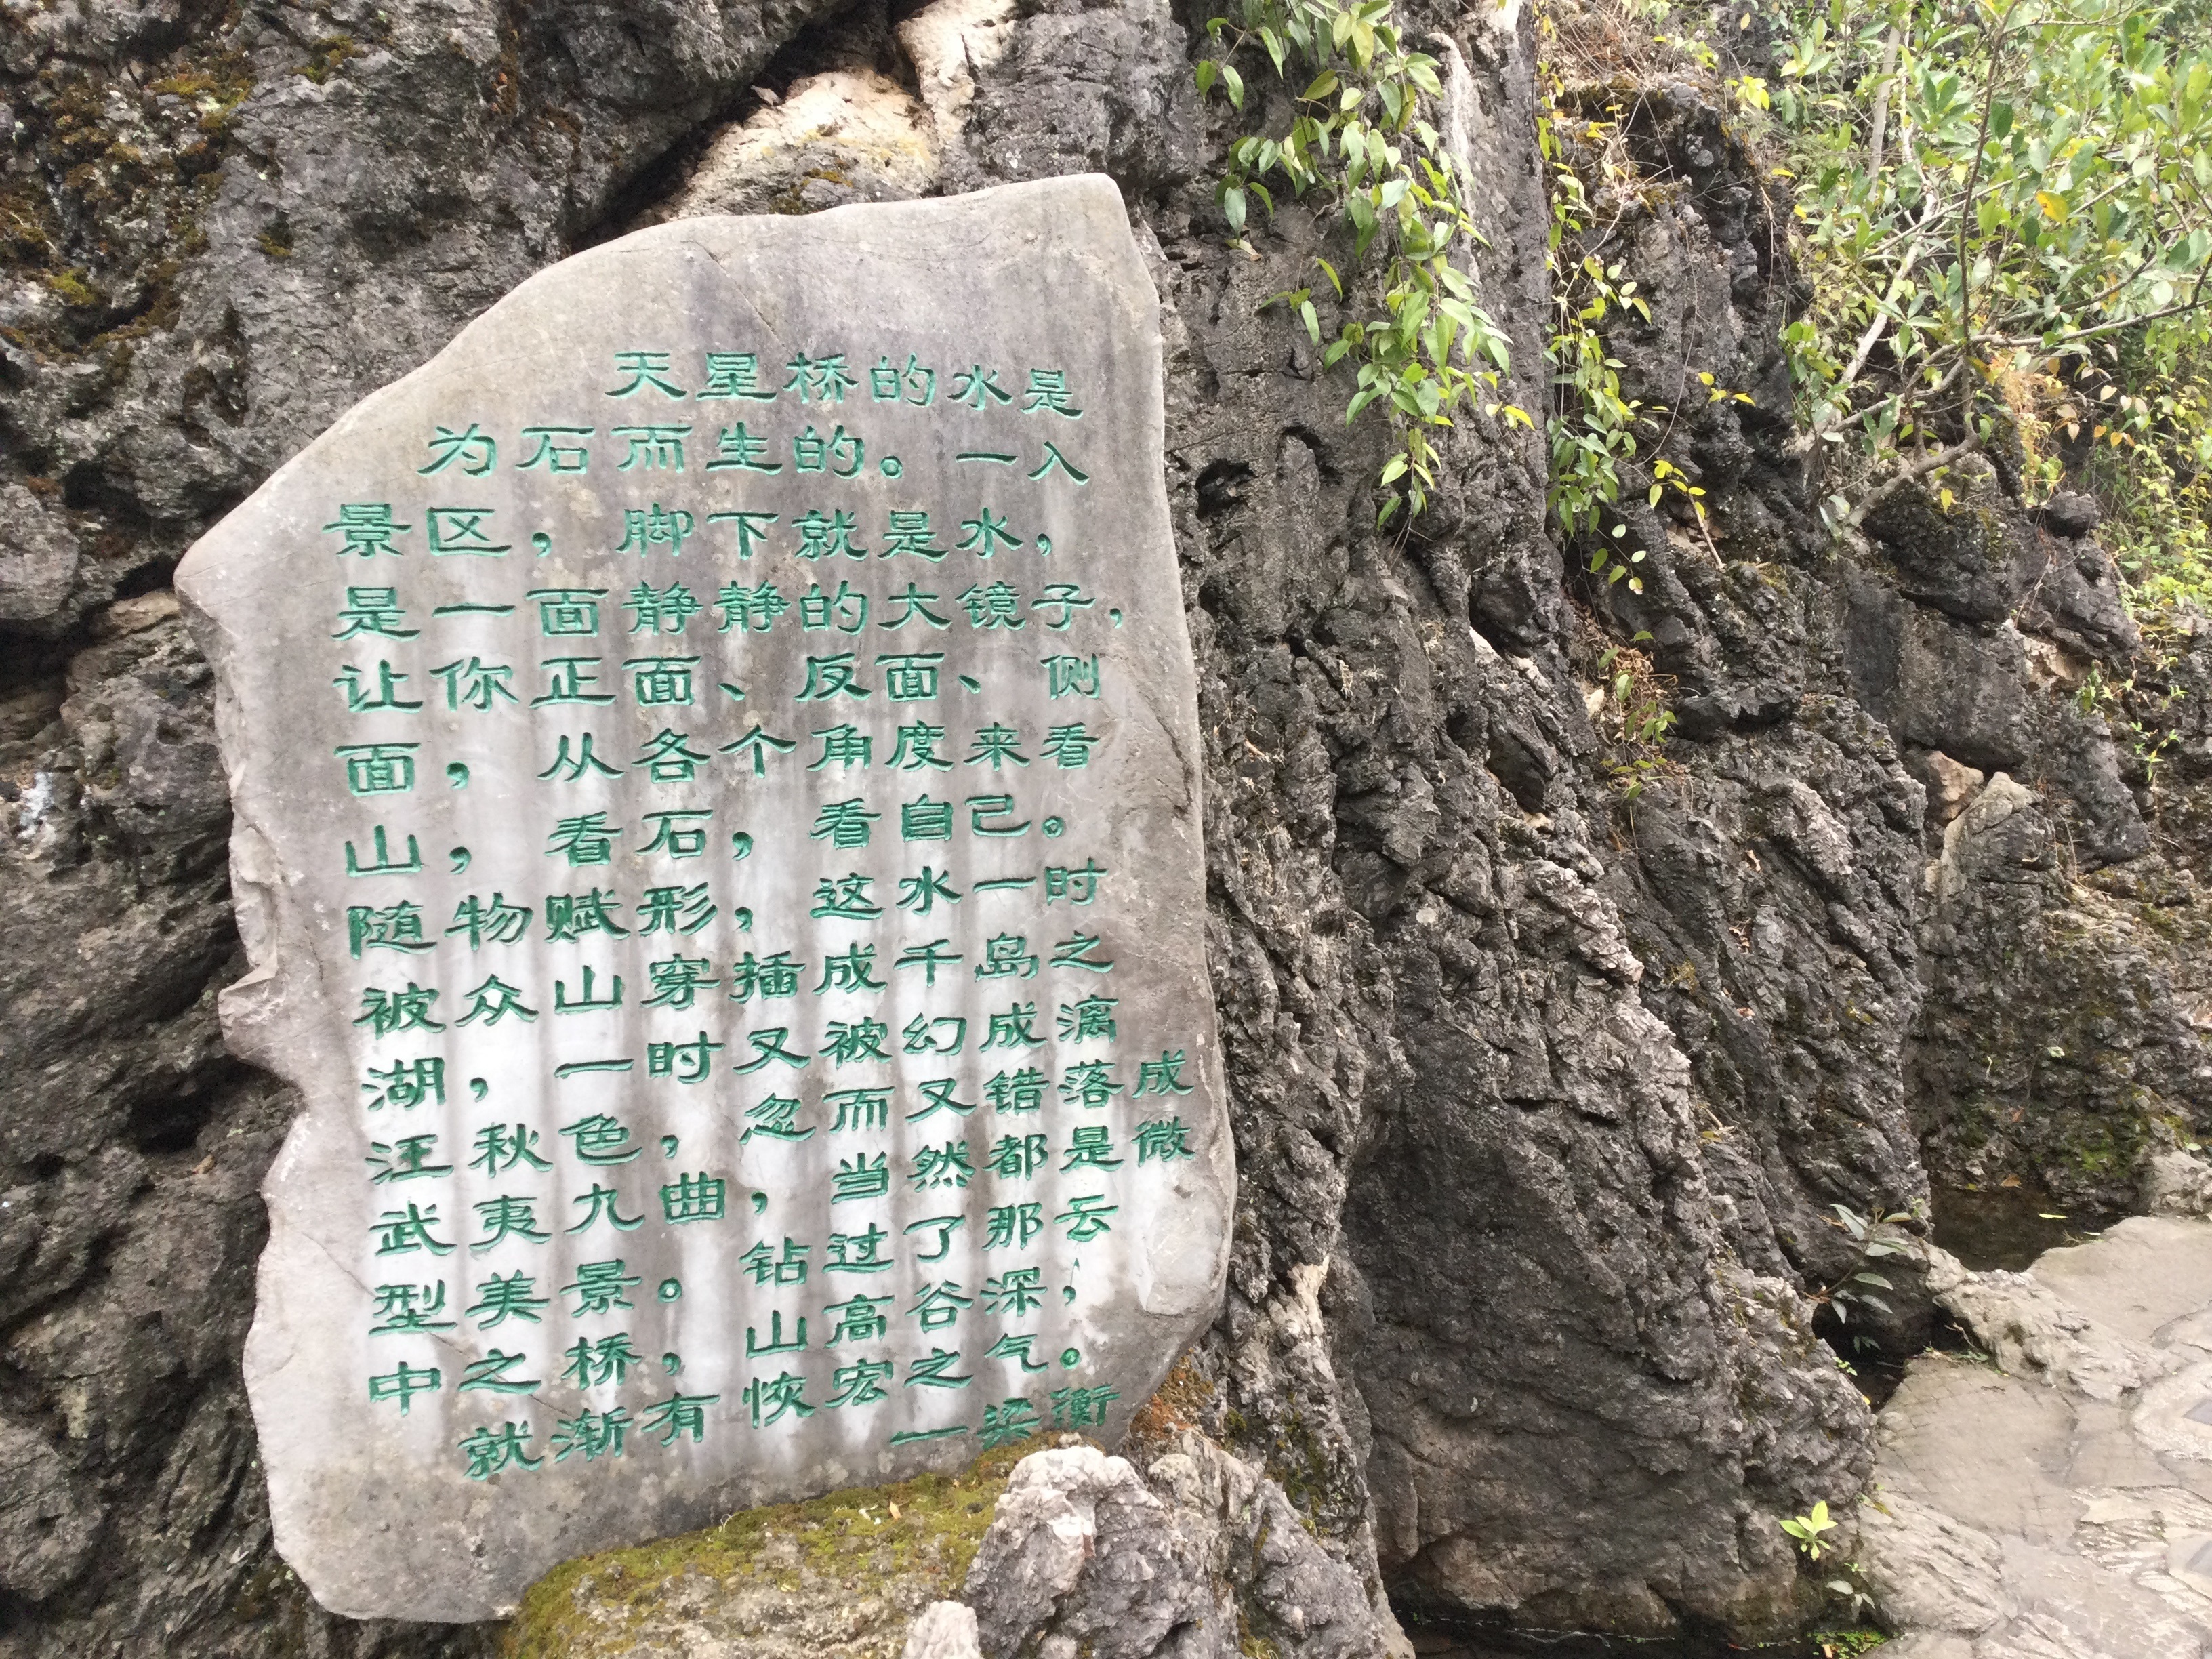 天星桥的水是
为石而生的。一入
景区，脚下就是水，
是一面静静的大镜子，
让你正面、反面、侧
面，从各个角度来看
山，看石，看自己。
随物赋形，这水一时
被众山穿插成千岛之
湖，一时又被幻成漓
江秋色，忽而又错落成
武夷九曲，当然都是微
型美景。钻过了那云
中之桥，山高谷深，
就渐有恢宏之气。
一梁衡